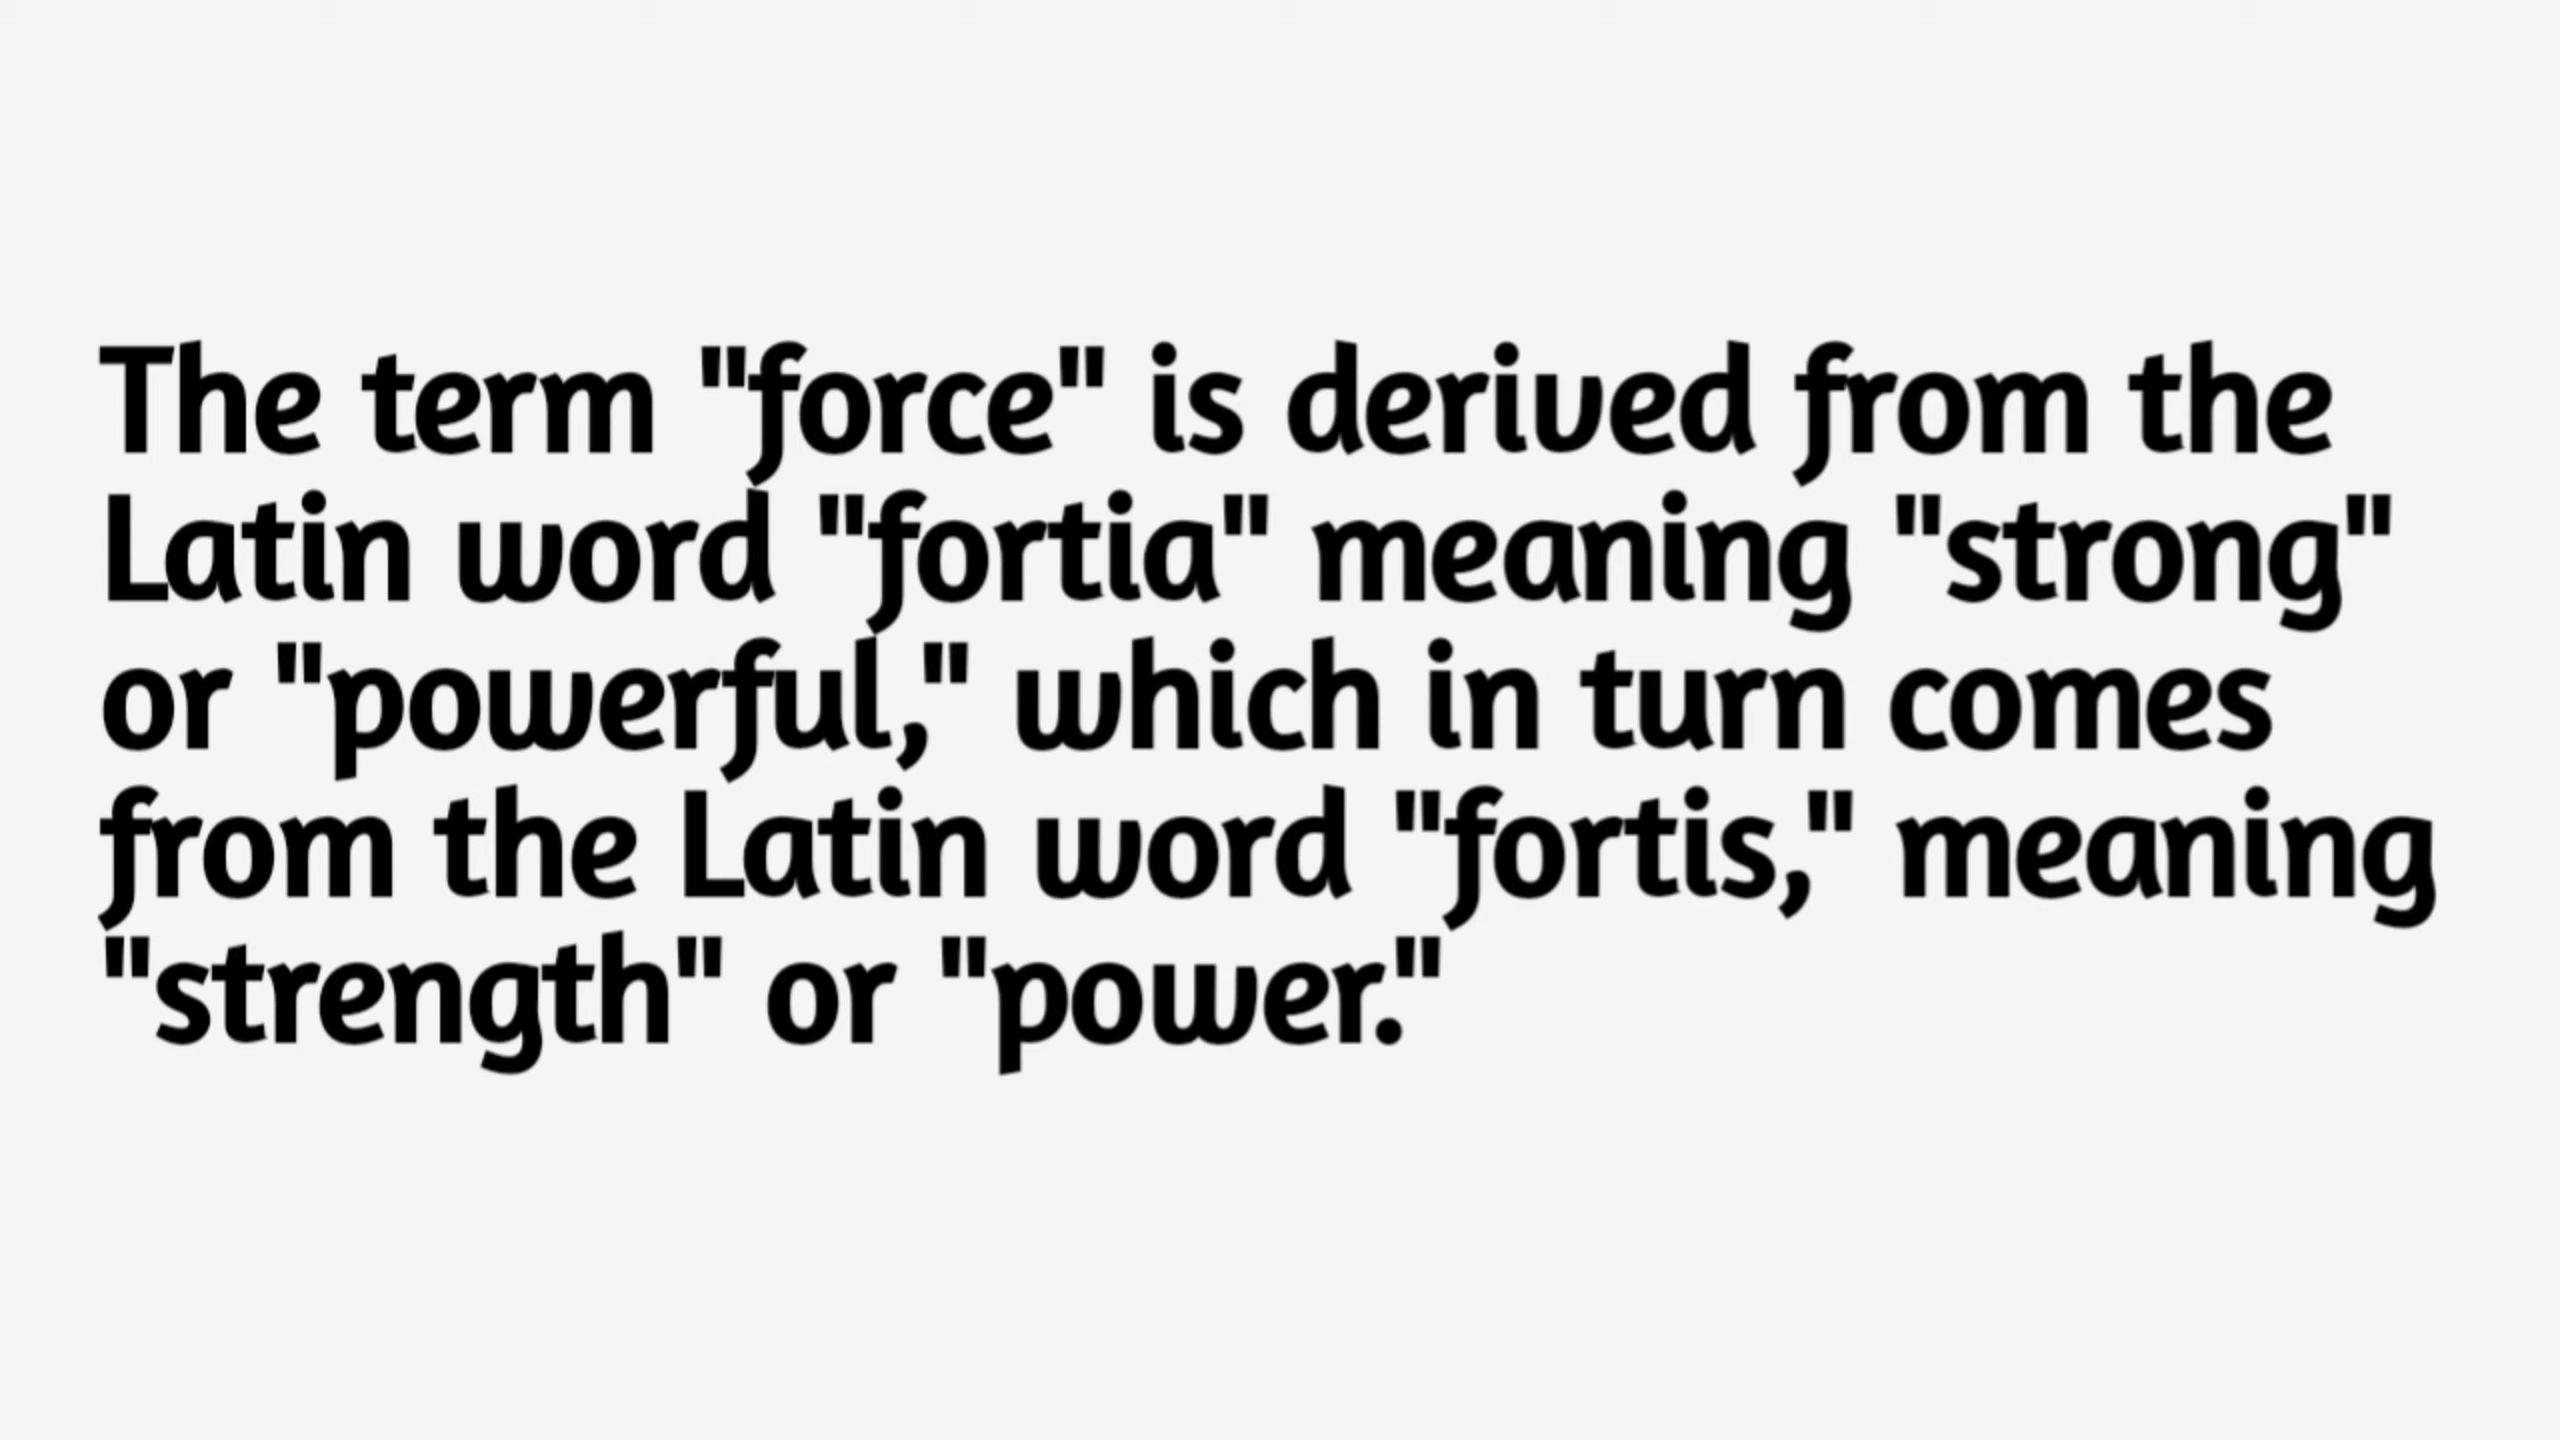 The term "force" is derived from the
Latin word "fortia" meaning "strong"
or "powerful," which in turn comes
from the Latin word "fortis," meaning
"strength" or "power."